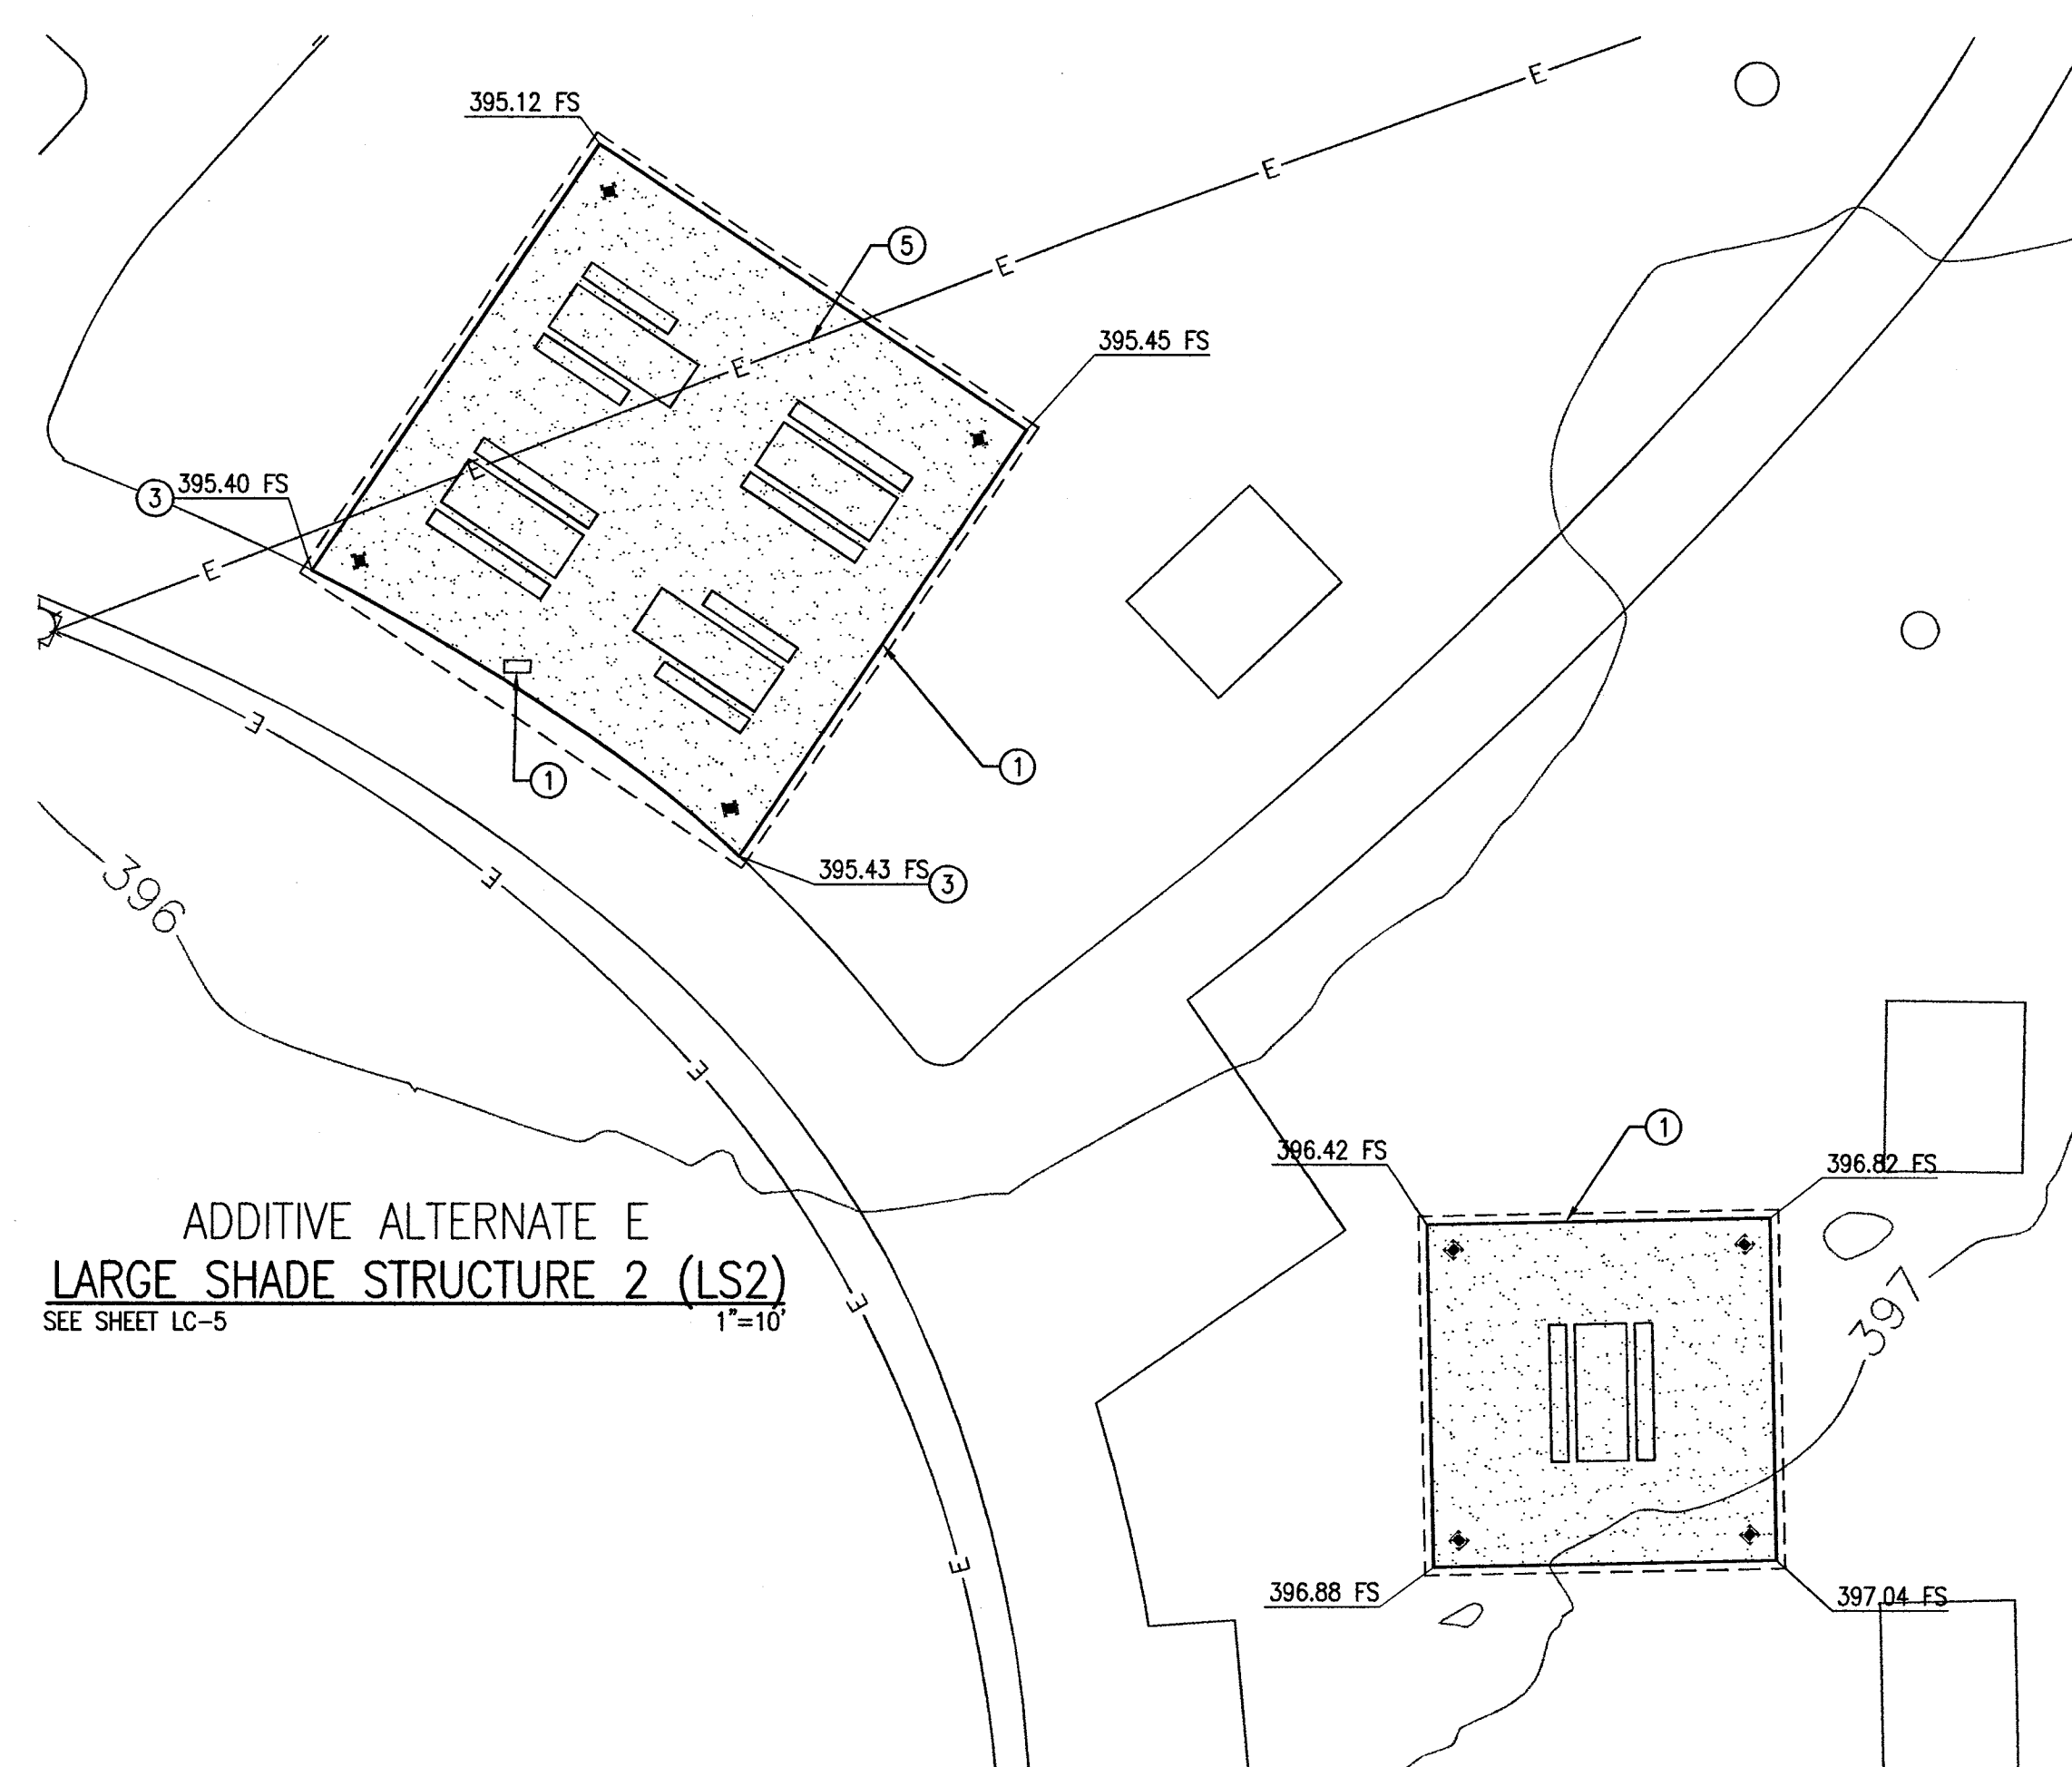 E
395.12 FS
E
5
E
395.45 FS
E
E
3 395.40 FS
E
E
1
1
395.43 FS 3
396
E
E
1
396.42 FS
396.82 FS
ADDITIVE ALTERNATE E
LARGE SHADE STRUCTURE 2 (LS2)
SEE SHEET LC-5 1"=10'
E
397
E
396.88 FS
397.04 FS